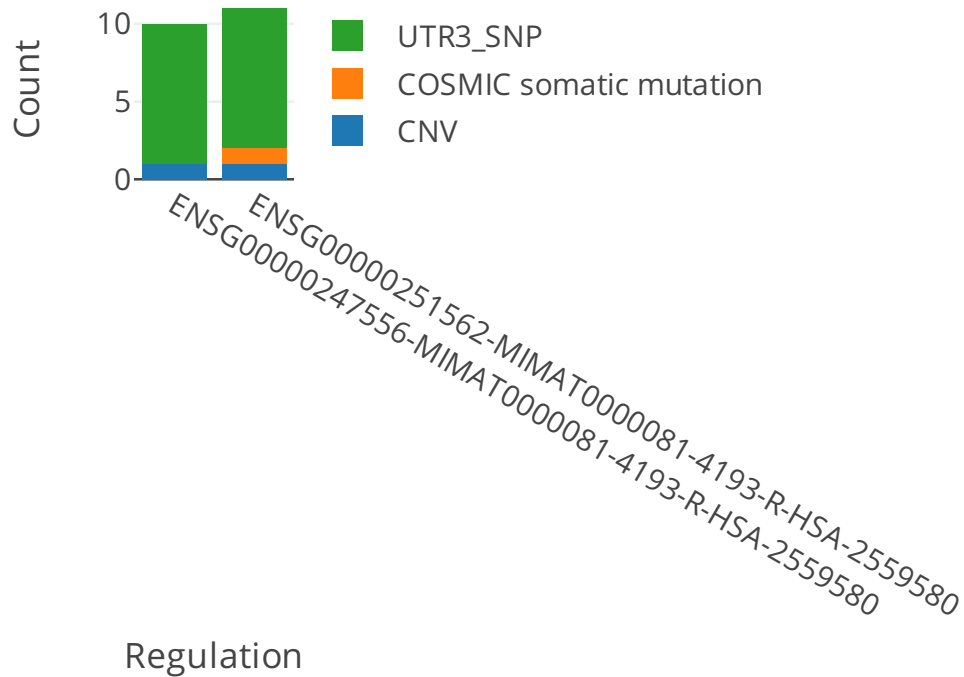 Count
10
5
0
UTR3_SNP
COSMIC somatic mutation
CNV
ENSG00000247556-MIMAT0000081-4193-R-HSA-2559580
ENSG00000251562-MIMAT0000081-4193-R-HSA-2559580
Regulation